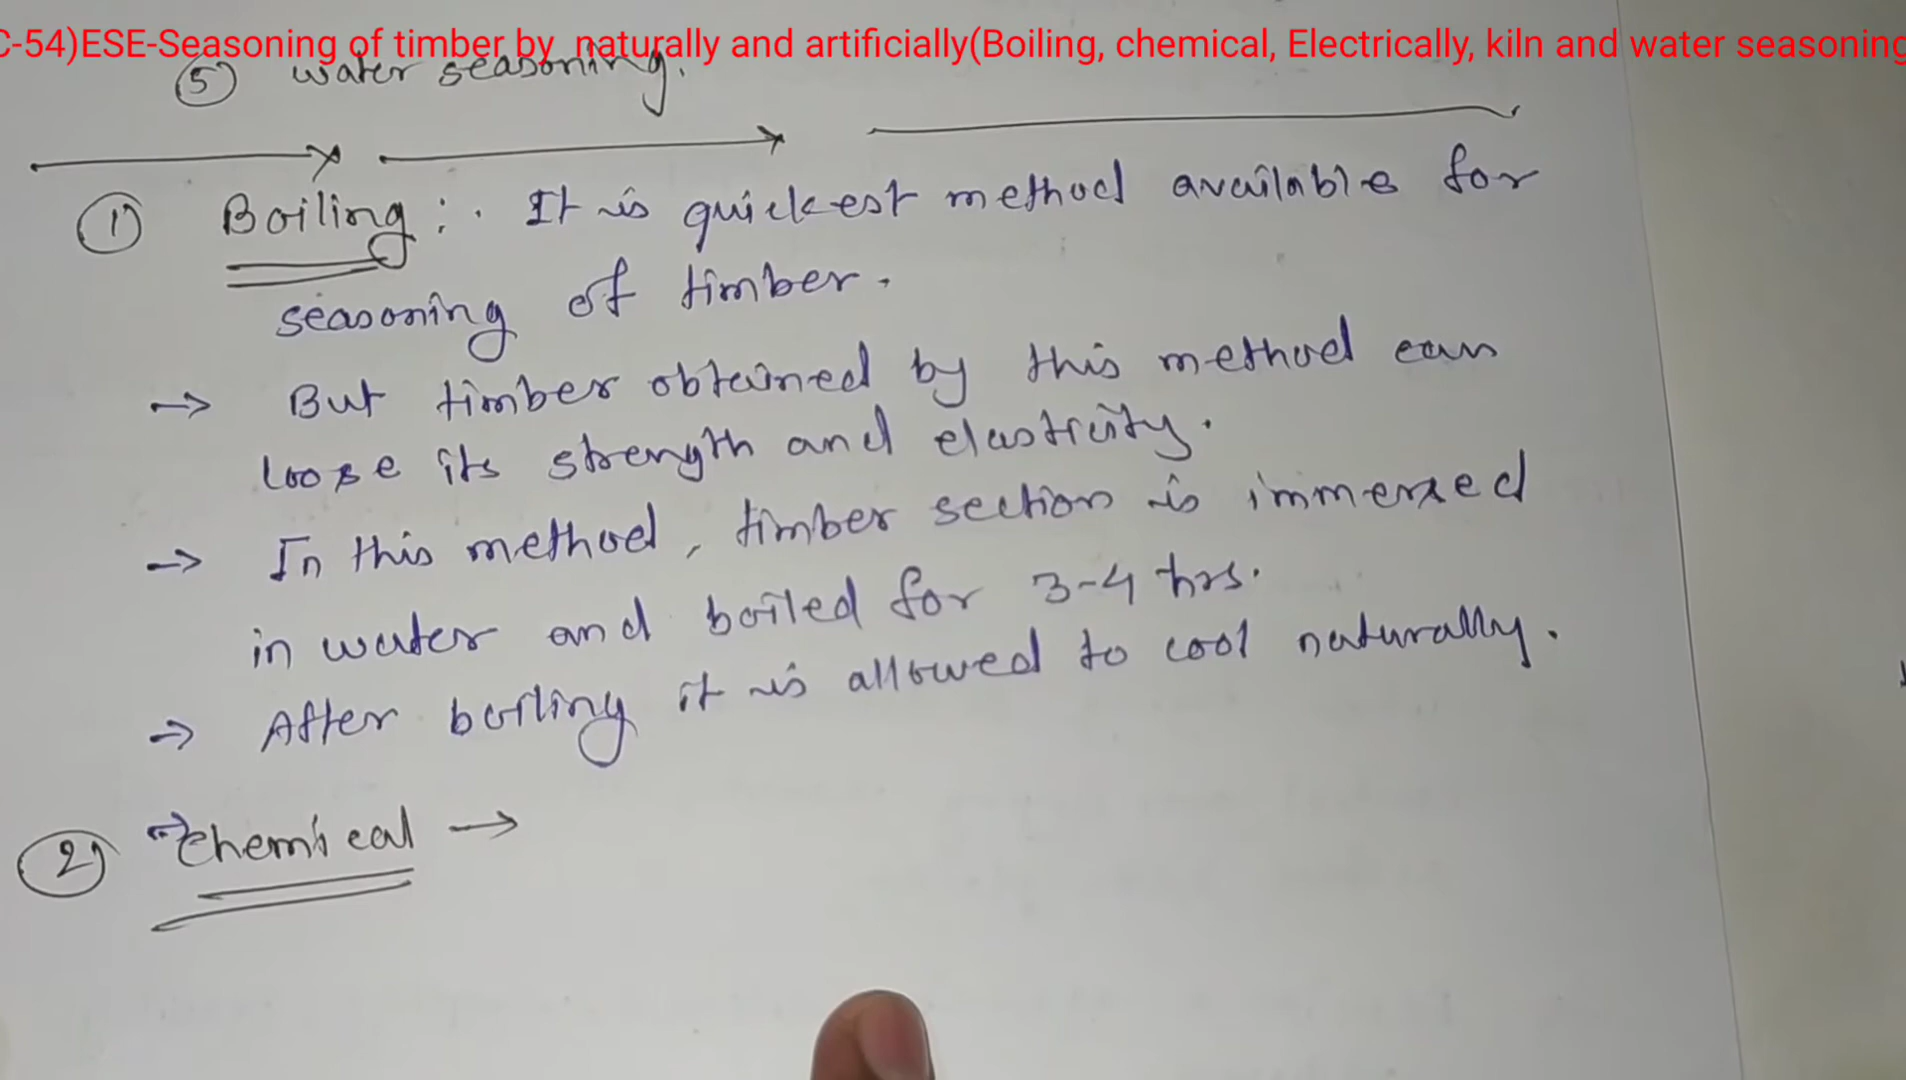 C-54)ESE-Seasoning of timber by naturally and artificially(Boiling, chemical, Electrically, kiln and water seasoning
5) water seasoning.
1) Boiling :. It is quickest method available for
seasoning of timber.
→ But timber obtained by this method can
loose its strength and elasticity.
→ In this method, timber section is immersed
in water and boiled for 3-4 hrs.
→ After boiling it is allowed to cool naturally.
2) → chemical →